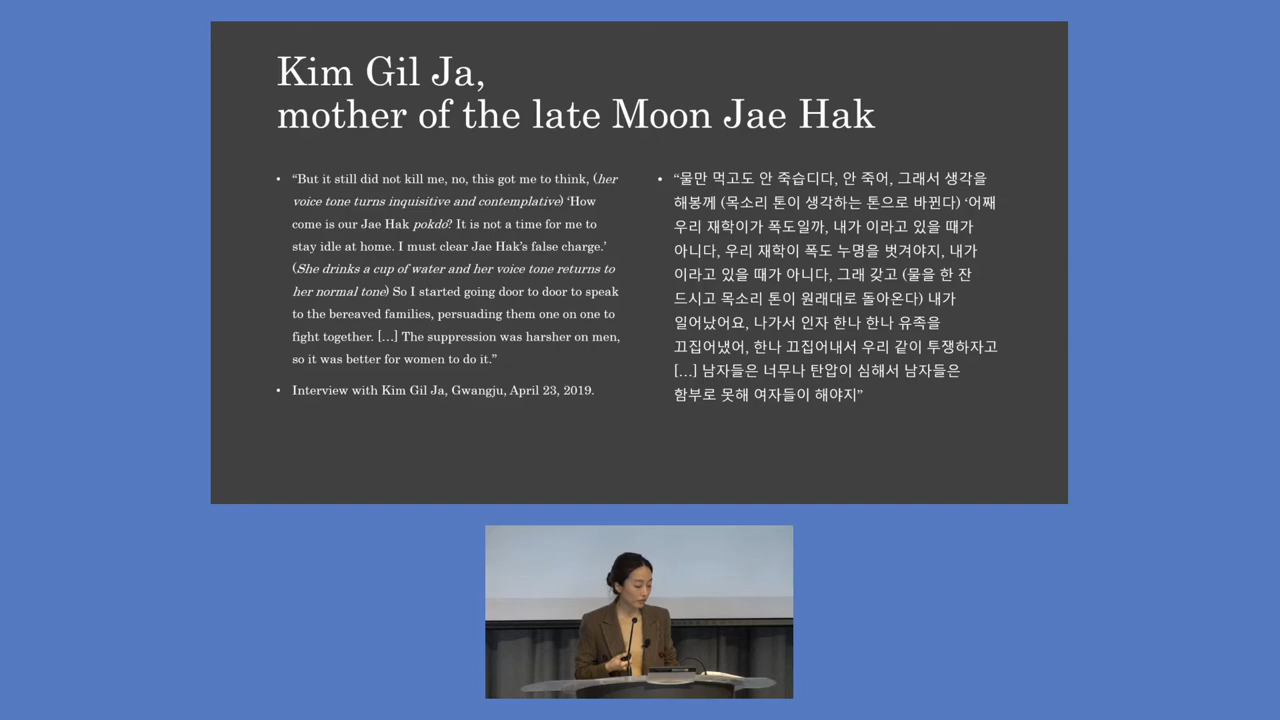 Kim Gil Ja,
mother of the late Moon Jae Hak
• “But it still did not kill me, no, this got me to think, (her
voice tone turns inquisitive and contemplative) ‘How
come is our Jae Hak pokdo? It is not a time for me to
stay idle at home. I must clear Jae Hak’s false charge.’
(She drinks a cup of water and her voice tone returns to
her normal tone) So I started going door to door to speak
to the bereaved families, persuading them one on one to
fight together. […] The suppression was harsher on men,
so it was better for women to do it.”
• Interview with Kim Gil Ja, Gwangju, April 23, 2019.
• “물만 먹고도 안 죽습디다, 안 죽어, 그래서 생각을
해봉께 (목소리 톤이 생각하는 톤으로 바뀐다) ‘어째
우리 재학이가 폭도일까, 내가 이라고 있을 때가
아니다, 우리 재학이 폭도 누명을 벗겨야지, 내가
이라고 있을 때가 아니다, 그래 갖고 (물을 한 잔
드시고 목소리 톤이 원래대로 돌아온다) 내가
일어났어요, 나가서 인자 한나 한나 유족을
끄집어냈어, 한나 끄집어내서 우리 같이 투쟁하자고
[…] 남자들은 너무나 탄압이 심해서 남자들은
함부로 못해 여자들이 해야지”